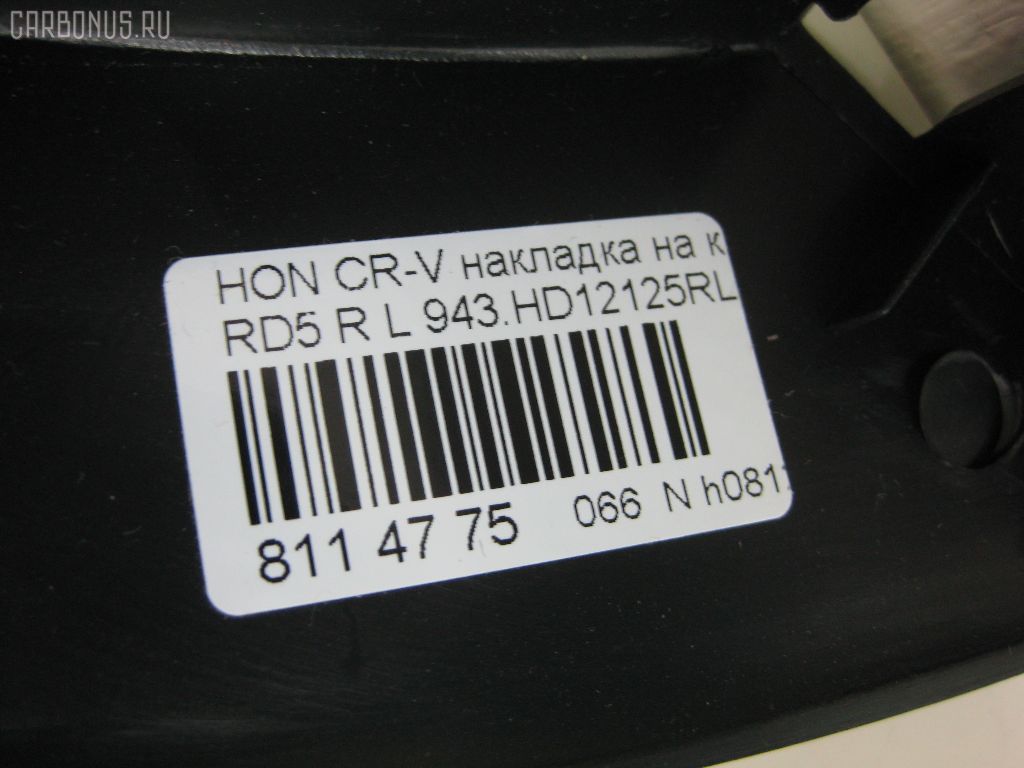 CARBONUS.RU
HON CR-V накладка на к
RD5 R L 943.HD12125RL
811 47 75 066 N h081